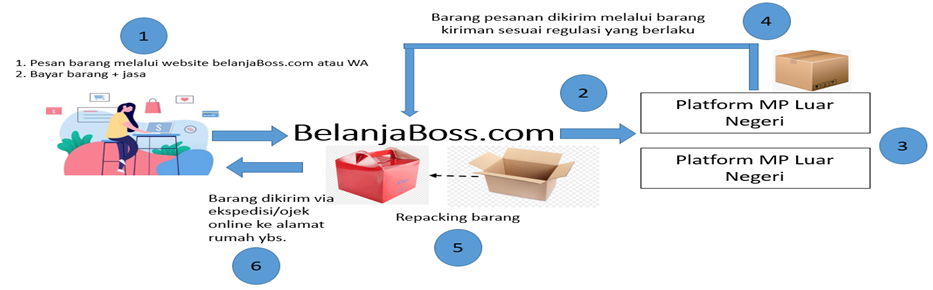 1
1. Pesan barang melalui website belanjaBoss.com atau WA
2. Bayar barang + jasa
Barang pesanan dikirim melalui barang
kiriman sesuai regulasi yang berlaku
4
2
BelanjaBoss.com
Platform MP Luar
Negeri
Platform MP Luar
Negeri
3
Barang dikirim via
ekspedisi/ojek
online ke alamat
rumah ybs.
6
Repacking barang
5